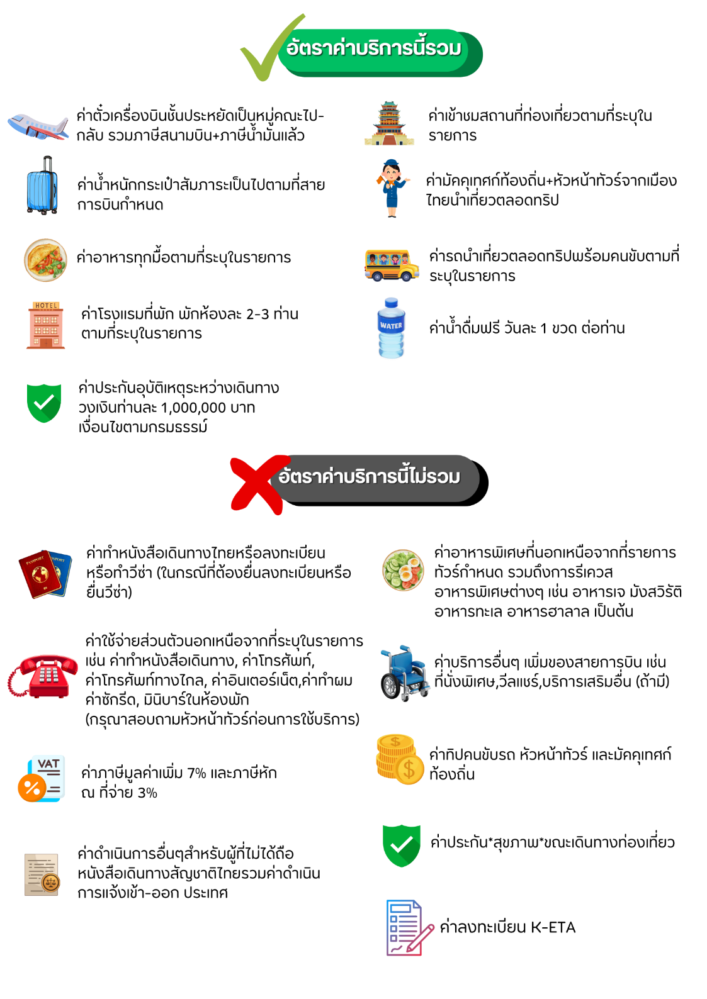 อัตราค่าบริการนี้รวม
ค่าตั๋วเครื่องบินชั้นประหยัดเป็นหมู่คณะไป-
กลับ รวมภาษีสนามบิน+ภาษีน้ำมันแล้ว
ค่าน้ำหนักกระเป๋าสัมภาระเป็นไปตามที่สาย
การบินกำหนด
ค่าอาหารทุกมื้อตามที่ระบุในรายการ
HOTEL
ค่าโรงแรมที่พัก พักห้องละ 2-3 ท่าน
ตามที่ระบุในรายการ
ค่าประกันอุบัติเหตุระหว่างเดินทาง
วงเงินท่านละ 1,000,000 บาท
เงื่อนไขตามกรมธรรม์
ค่าเข้าชมสถานที่ท่องเที่ยวตามที่ระบุใน
รายการ
ค่ามัคคุเทศก์ท้องถิ่น+หัวหน้าทัวร์จากเมือง
ไทยนำเที่ยวตลอดทริป
ค่ารถนำเที่ยวตลอดทริปพร้อมคนขับตามที่
ระบุในรายการ
WATER
ค่าน้ำดื่มฟรี วันละ 1 ขวด ต่อท่าน
อัตราค่าบริการนี้ไม่รวม
PASSPORT
ค่าทำหนังสือเดินทางไทยหรือลงทะเบียน
หรือทำวีซ่า (ในกรณีที่ต้องยื่นลงทะเบียนหรือ
ยื่นวีซ่า)
ค่าใช้จ่ายส่วนตัวนอกเหนือจากที่ระบุในรายการ
เช่น ค่าทำหนังสือเดินทาง, ค่าโทรศัพท์,
ค่าโทรศัพท์ทางไกล, ค่าอินเตอร์เน็ต,ค่าทำผม
ค่าซักรีด, มินิบาร์ในห้องพัก
(กรุณาสอบถามหัวหน้าทัวร์ก่อนการใช้บริการ)
VAT
%
ค่าภาษีมูลค่าเพิ่ม 7% และภาษีหัก
ณ ที่จ่าย 3%
ค่าดำเนินการอื่นๆสำหรับผู้ที่ไม่ได้ถือ
หนังสือเดินทางสัญชาติไทยรวมค่าดำเนิน
การแจ้งเข้า-ออก ประเทศ
ค่าอาหารพิเศษที่นอกเหนือจากที่รายการ
ทัวร์กำหนด รวมถึงการรีเควส
อาหารพิเศษต่างๆ เช่น อาหารเจ มังสวิรัติ
อาหารทะเล อาหารฮาลาล เป็นต้น
ค่าบริการอื่นๆ เพิ่มของสายการบิน เช่น
ที่นั่งพิเศษ,วีลแชร์,บริการเสริมอื่น (ถ้ามี)
$
$
ค่าทิปคนขับรถ หัวหน้าทัวร์ และมัคคุเทศก์
ท้องถิ่น
ค่าประกัน*สุขภาพ*ขณะเดินทางท่องเที่ยว
ค่าลงทะเบียน K-ETA